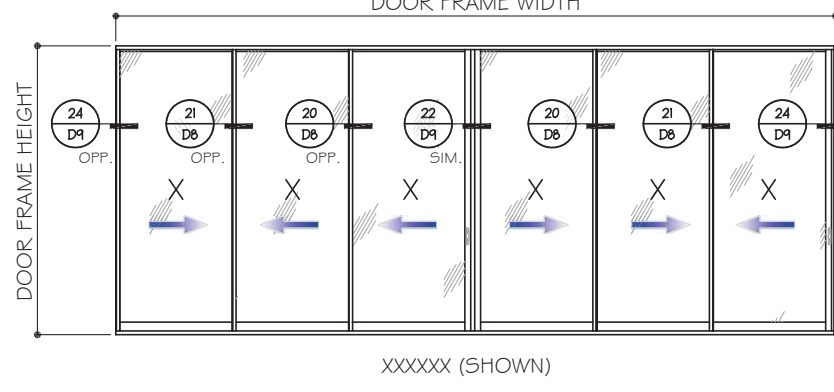 DOOR FRAME WIDTH
DOOR FRAME HEIGHT
24 21 20 22 20 21 24
D9 D8 D8 D9 D8 D8 D9
OPP. OPP. OPP. SIM.
X X X X X X
XXXXXX (SHOWN)